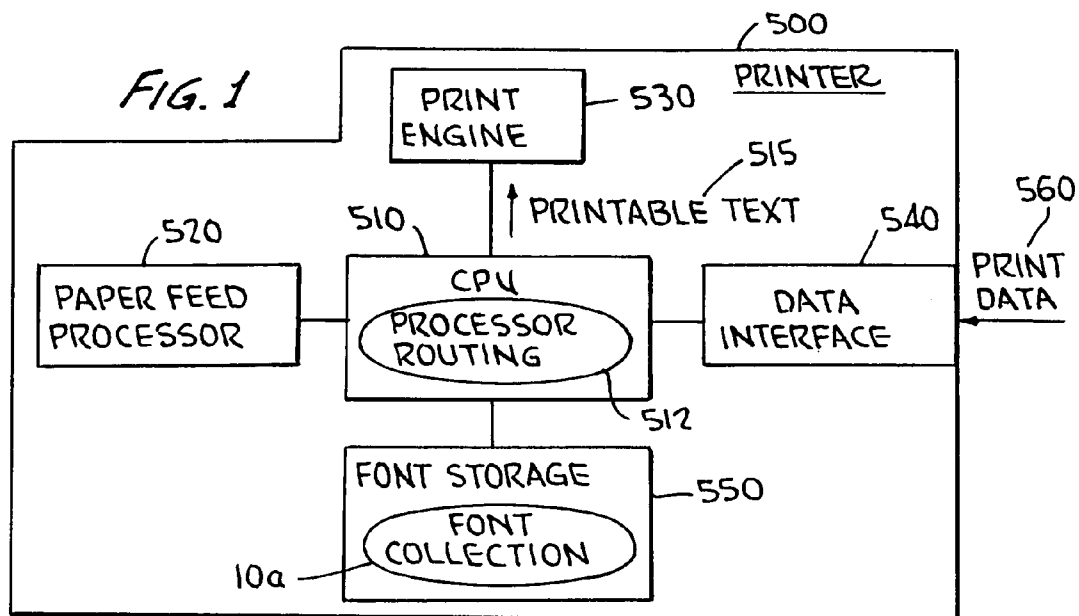 FIG. 1
500
PRINTER
PRINT
ENGINE
530
515
PRINTABLE TEXT
560
PRINT
DATA
520
PAPER FEED
PROCESSOR
510
CPU
PROCESSOR
ROUTING
512
540
DATA
INTERFACE
FONT STORAGE
550
FONT
COLLECTION
10a